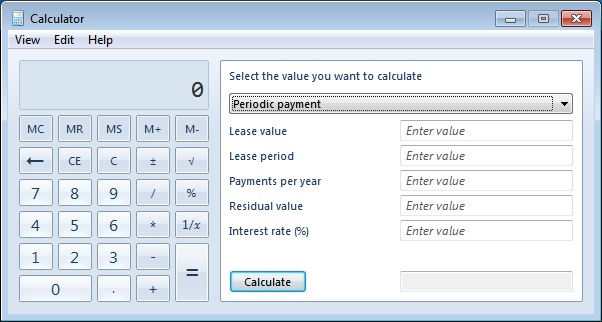 Calculator
View Edit Help
0
MC MR MS M+ M-
← CE C ± √
7 8 9 / %
4 5 6 * 1/x
1 2 3 - =
0 . +
Select the value you want to calculate
Periodic payment
Lease value Enter value
Lease period Enter value
Payments per year Enter value
Residual value Enter value
Interest rate (%) Enter value
Calculate